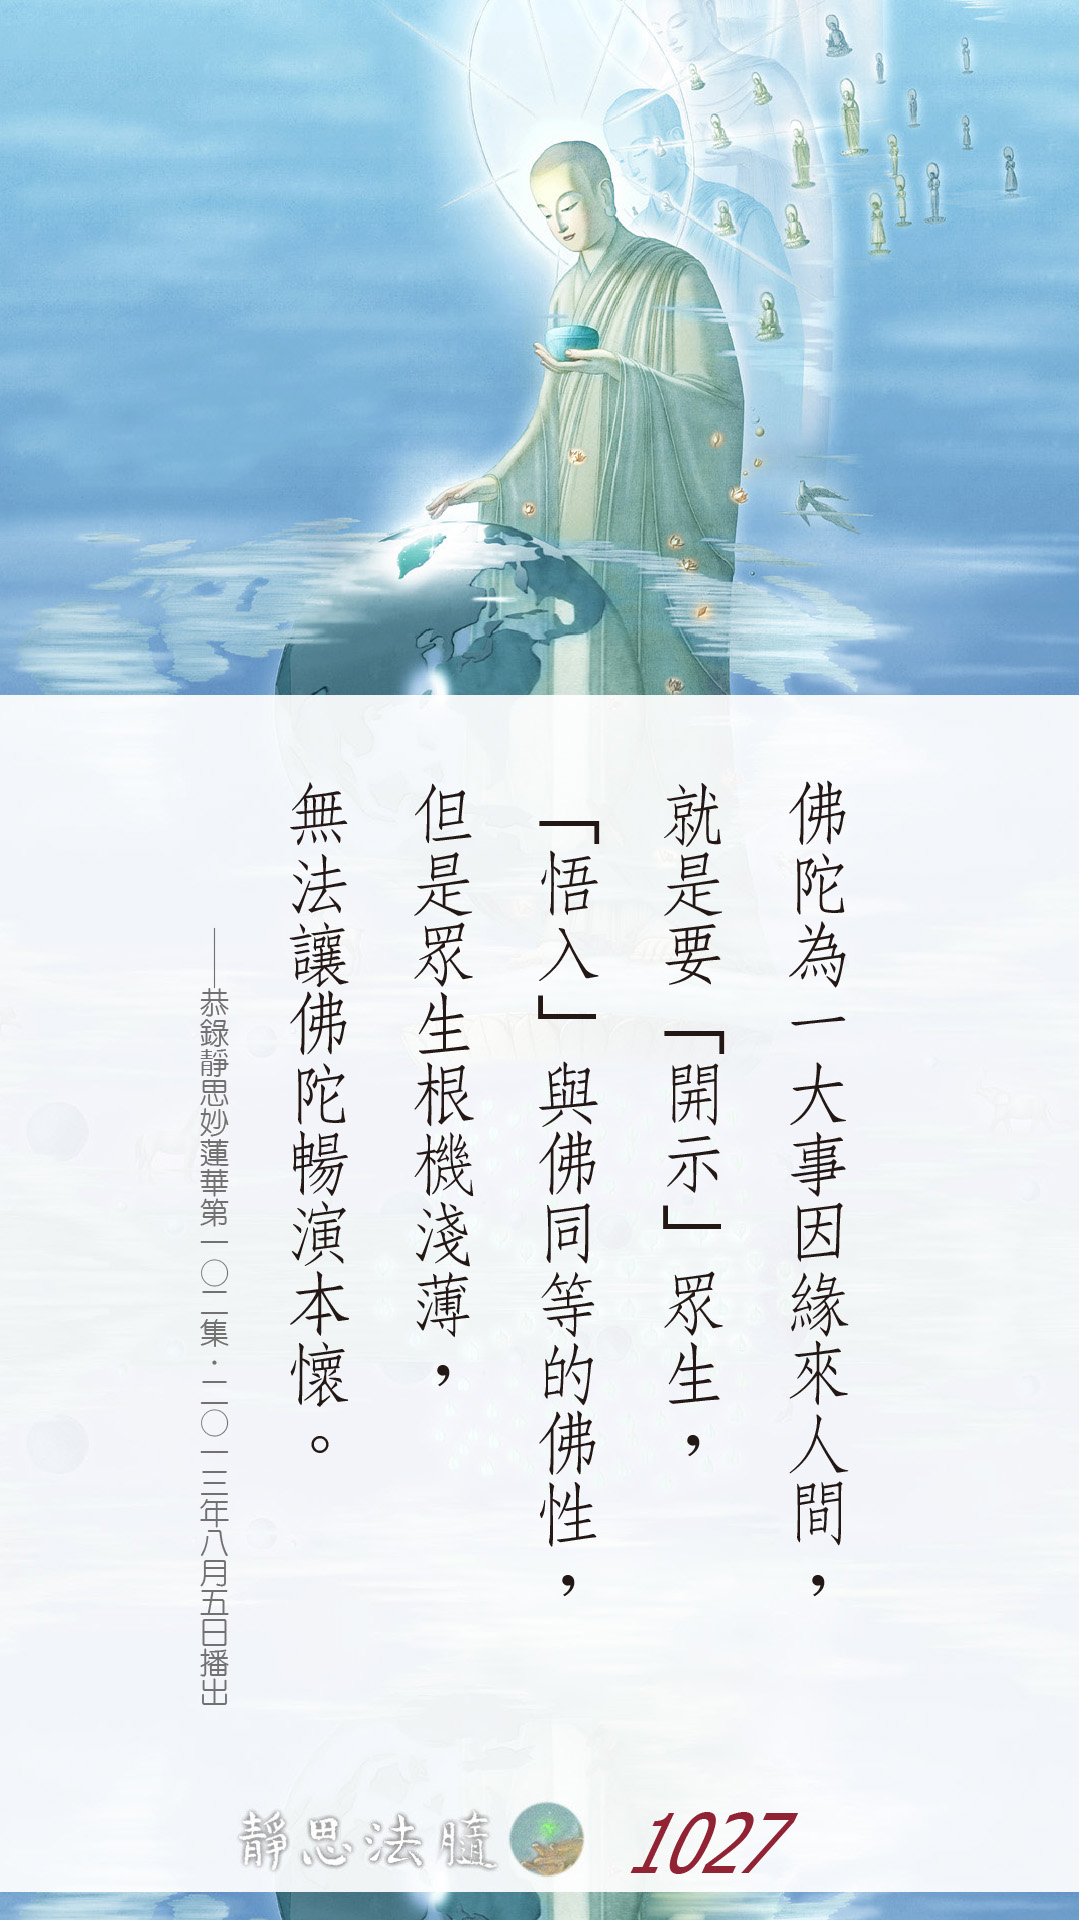 佛陀為一大事因緣來人間，
就是要「開示」眾生，
「悟入」與佛同等的佛性，
但是眾生根機淺薄，
無法讓佛陀暢演本懷。
——恭錄靜思妙蓮華第一〇二集．二〇一三年八月五日播出
靜思法髓
1027